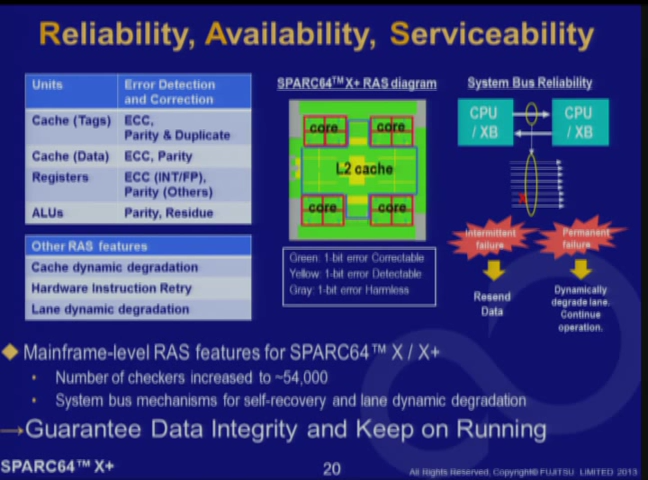 Reliability, Availability, Serviceability
Units
Error Detection
and Correction
Cache (Tags)
ECC,
Parity & Duplicate
Cache (Data)
ECC, Parity
Registers
ECC (INT/FP),
Parity (Others)
ALUs
Parity, Residue
Other RAS features
Cache dynamic degradation
Hardware Instruction Retry
Lane dynamic degradation
SPARC64™ X+ RAS diagram
core
core
L2 cache
core
core
Green: 1-bit error Correctable
Yellow: 1-bit error Detectable
Gray: 1-bit error Harmless
System Bus Reliability
CPU
/ XB
CPU
/ XB
X
Intermittent
failure
Permanent
failure
Resend
Data
Dynamically
degrade lane.
Continue
operation.
◆ Mainframe-level RAS features for SPARC64™ X / X+
• Number of checkers increased to ~54,000
• System bus mechanisms for self-recovery and lane dynamic degradation
→Guarantee Data Integrity and Keep on Running
SPARC64™ X+
20
All Rights Reserved, Copyright© FUJITSU LIMITED 2013